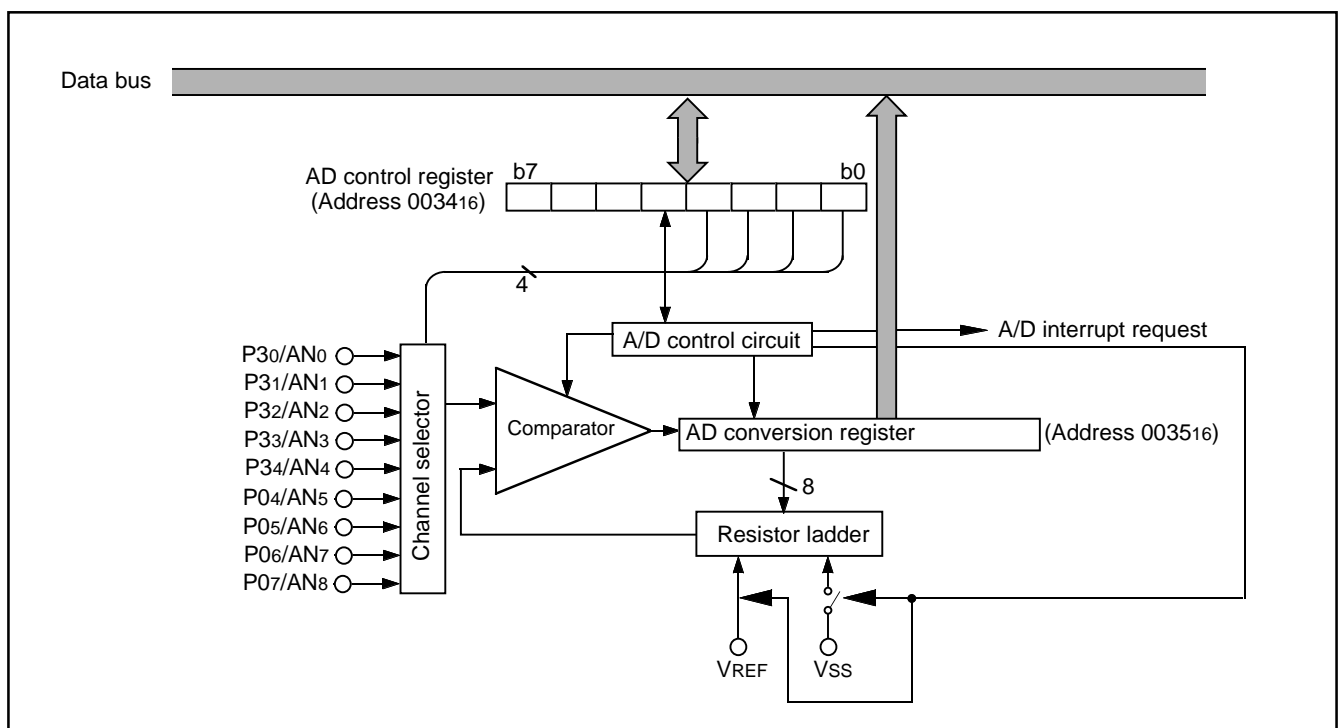 Data bus
b7 b0
AD control register
(Address 003416)
4
A/D control circuit
A/D interrupt request
P30/AN0
P31/AN1
P32/AN2
P33/AN3
P34/AN4
P04/AN5
P05/AN6
P06/AN7
P07/AN8
Channel selector
Comparator
AD conversion register
(Address 003516)
8
Resistor ladder
VREF
VSS